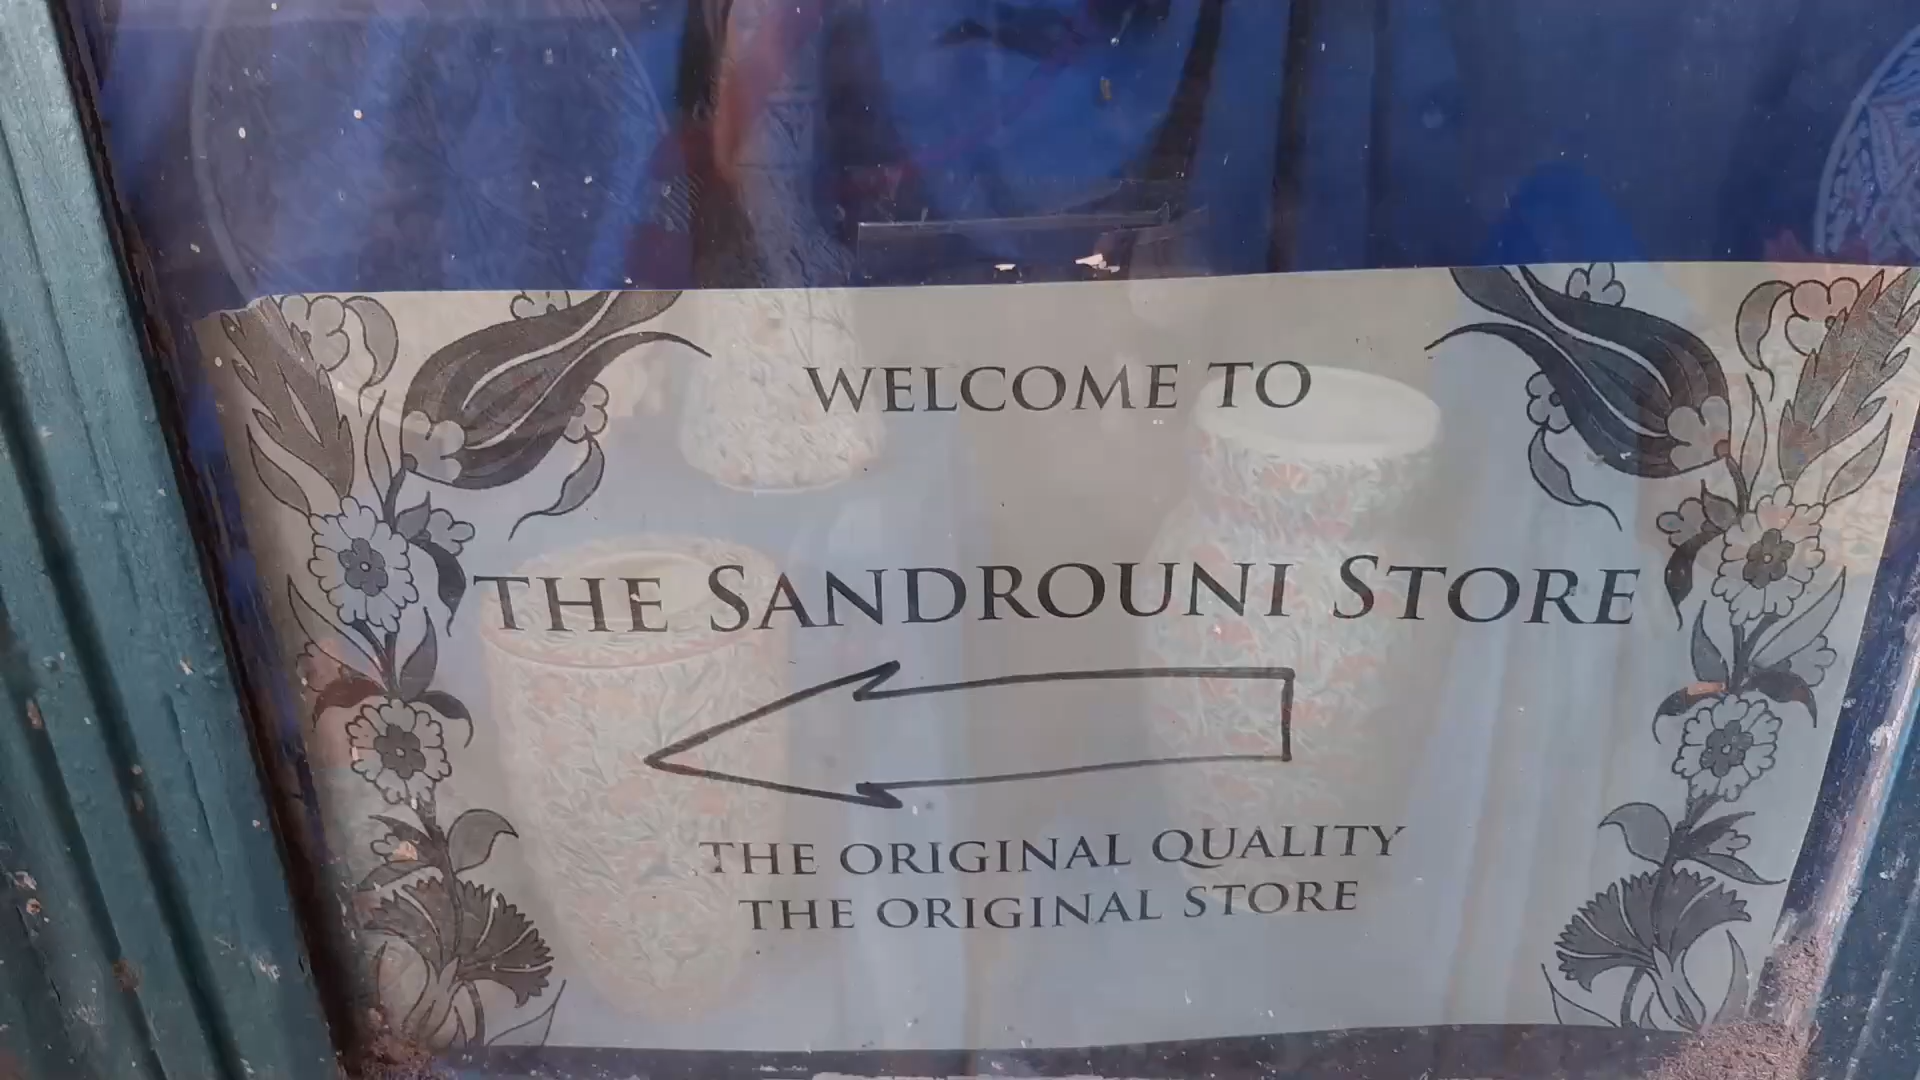 WELCOME TO
THE SANDROUNI STORE
THE ORIGINAL QUALITY
THE ORIGINAL STORE